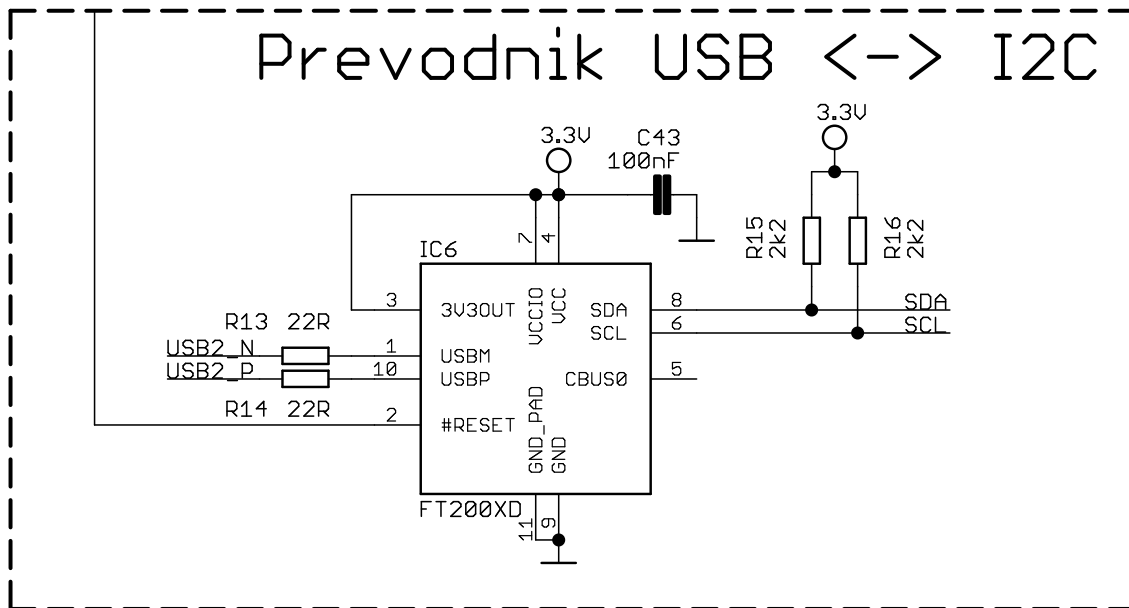 Prevodnik USB <-> I2C
3.3V
3.3V
C43
100nF
R15
2k2
R16
2k2
7
4
IC6
3
3V3OUT
VCCIO
VCC
SDA
8
SDA
SCL
6
SCL
R13 22R
USB2_N
1
USBM
USB2_P
10
USBP
CBUS0
5
R14 22R
2
#RESET
GND_PAD
GND
FT200XD
11
9